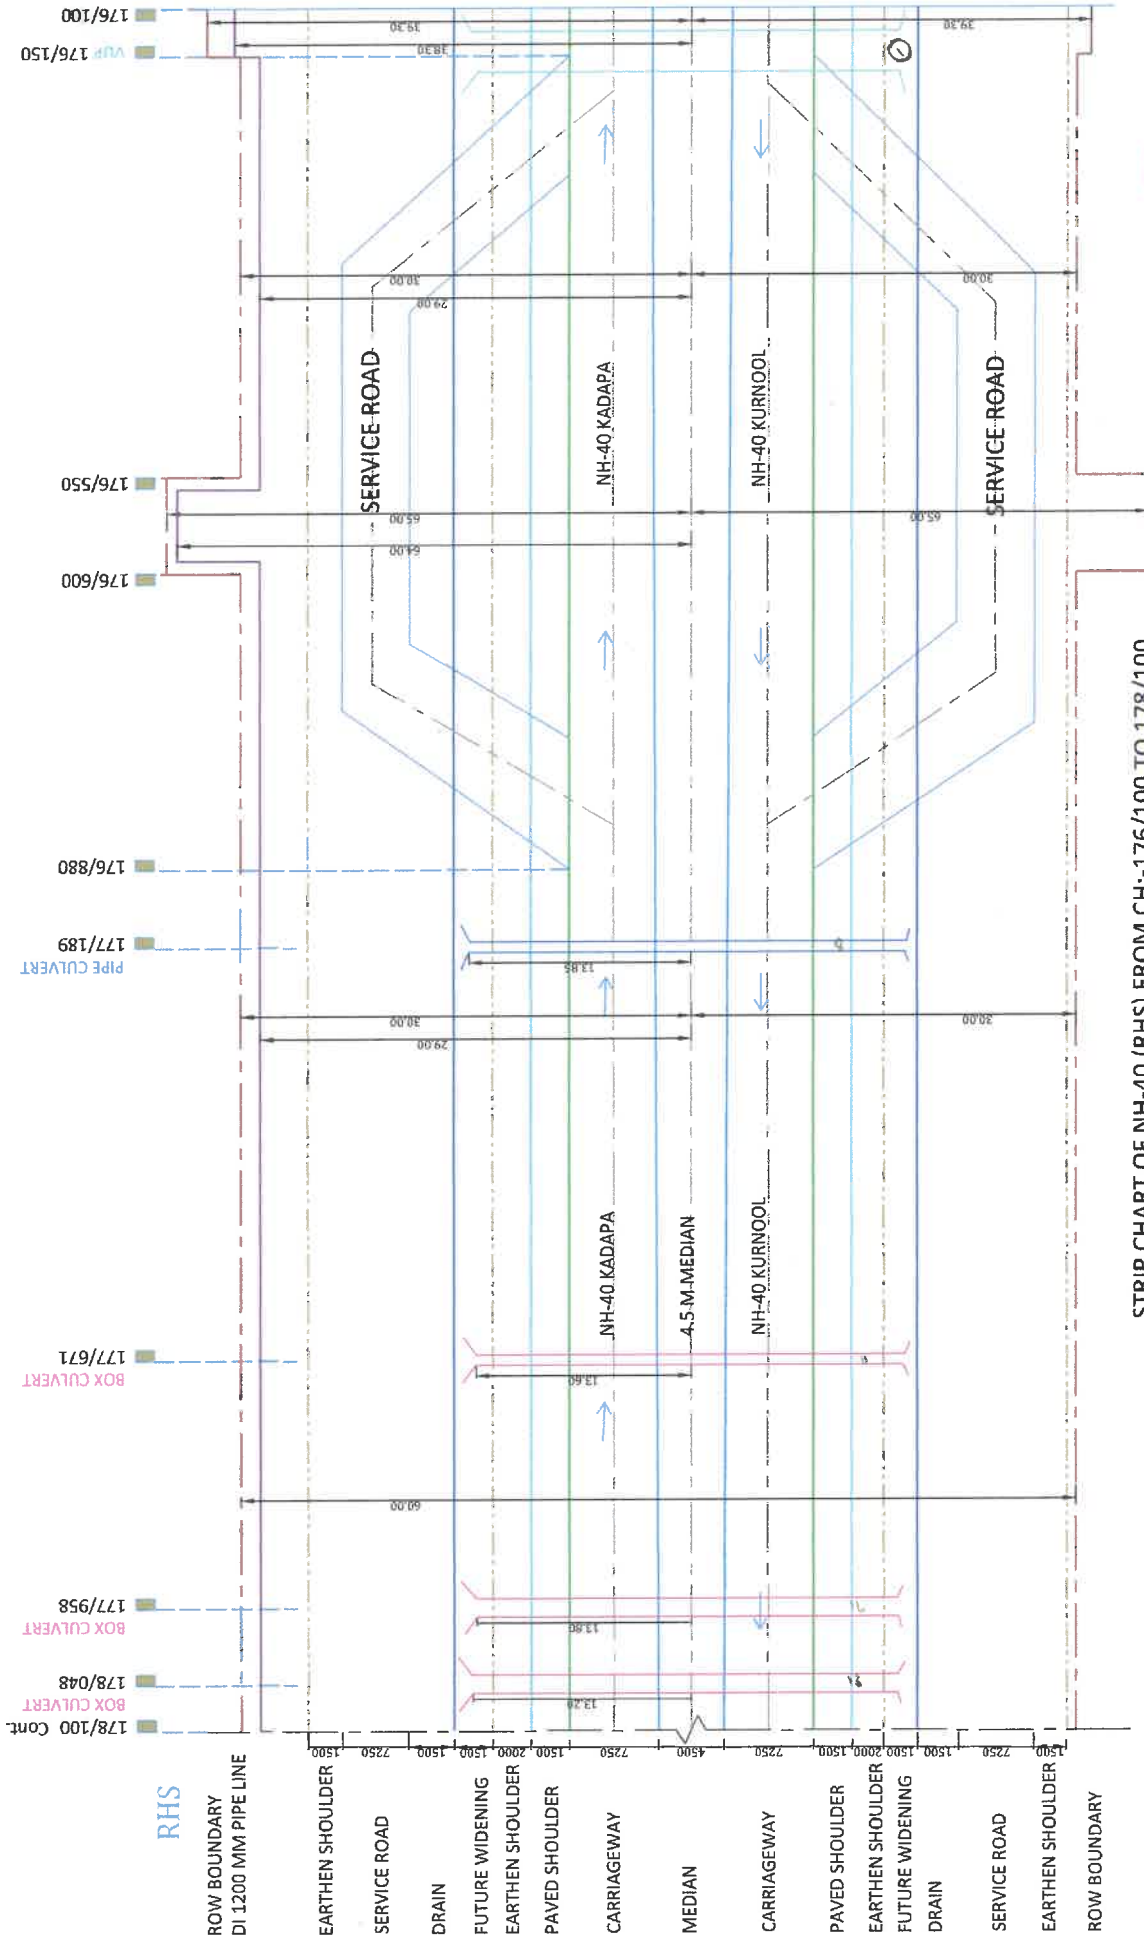 176/100
176/150
VUP
176/550
176/600
176/880
177/189
PIPE CULVERT
177/671
BOX CULVERT
177/958
BOX CULVERT
178/048
BOX CULVERT
178/100 Cont.
RHS
39.30
39.30
38.30
30.00
30.00
29.00
SERVICE ROAD
NH-40 KADAPA
NH-40 KURNOOL
SERVICE ROAD
65.00
65.00
64.00
13.85
30.00
30.00
29.00
NH-40 KADAPA
4.5 M MEDIAN
NH-40 KURNOOL
13.60
60.00
13.60
13.20
1500
7250
1500
1500
2000
1500
7250
4500
7250
1500
2000
1500
1500
7250
1500
ROW BOUNDARY
DI 1200 MM PIPE LINE
EARTHEN SHOULDER
SERVICE ROAD
DRAIN
FUTURE WIDENING
EARTHEN SHOULDER
PAVED SHOULDER
CARRIAGEWAY
MEDIAN
CARRIAGEWAY
PAVED SHOULDER
EARTHEN SHOULDER
FUTURE WIDENING
DRAIN
SERVICE ROAD
EARTHEN SHOULDER
ROW BOUNDARY
STRIP CHART OF NH-40 (RHS) FROM CH:-176/100 TO 178/100